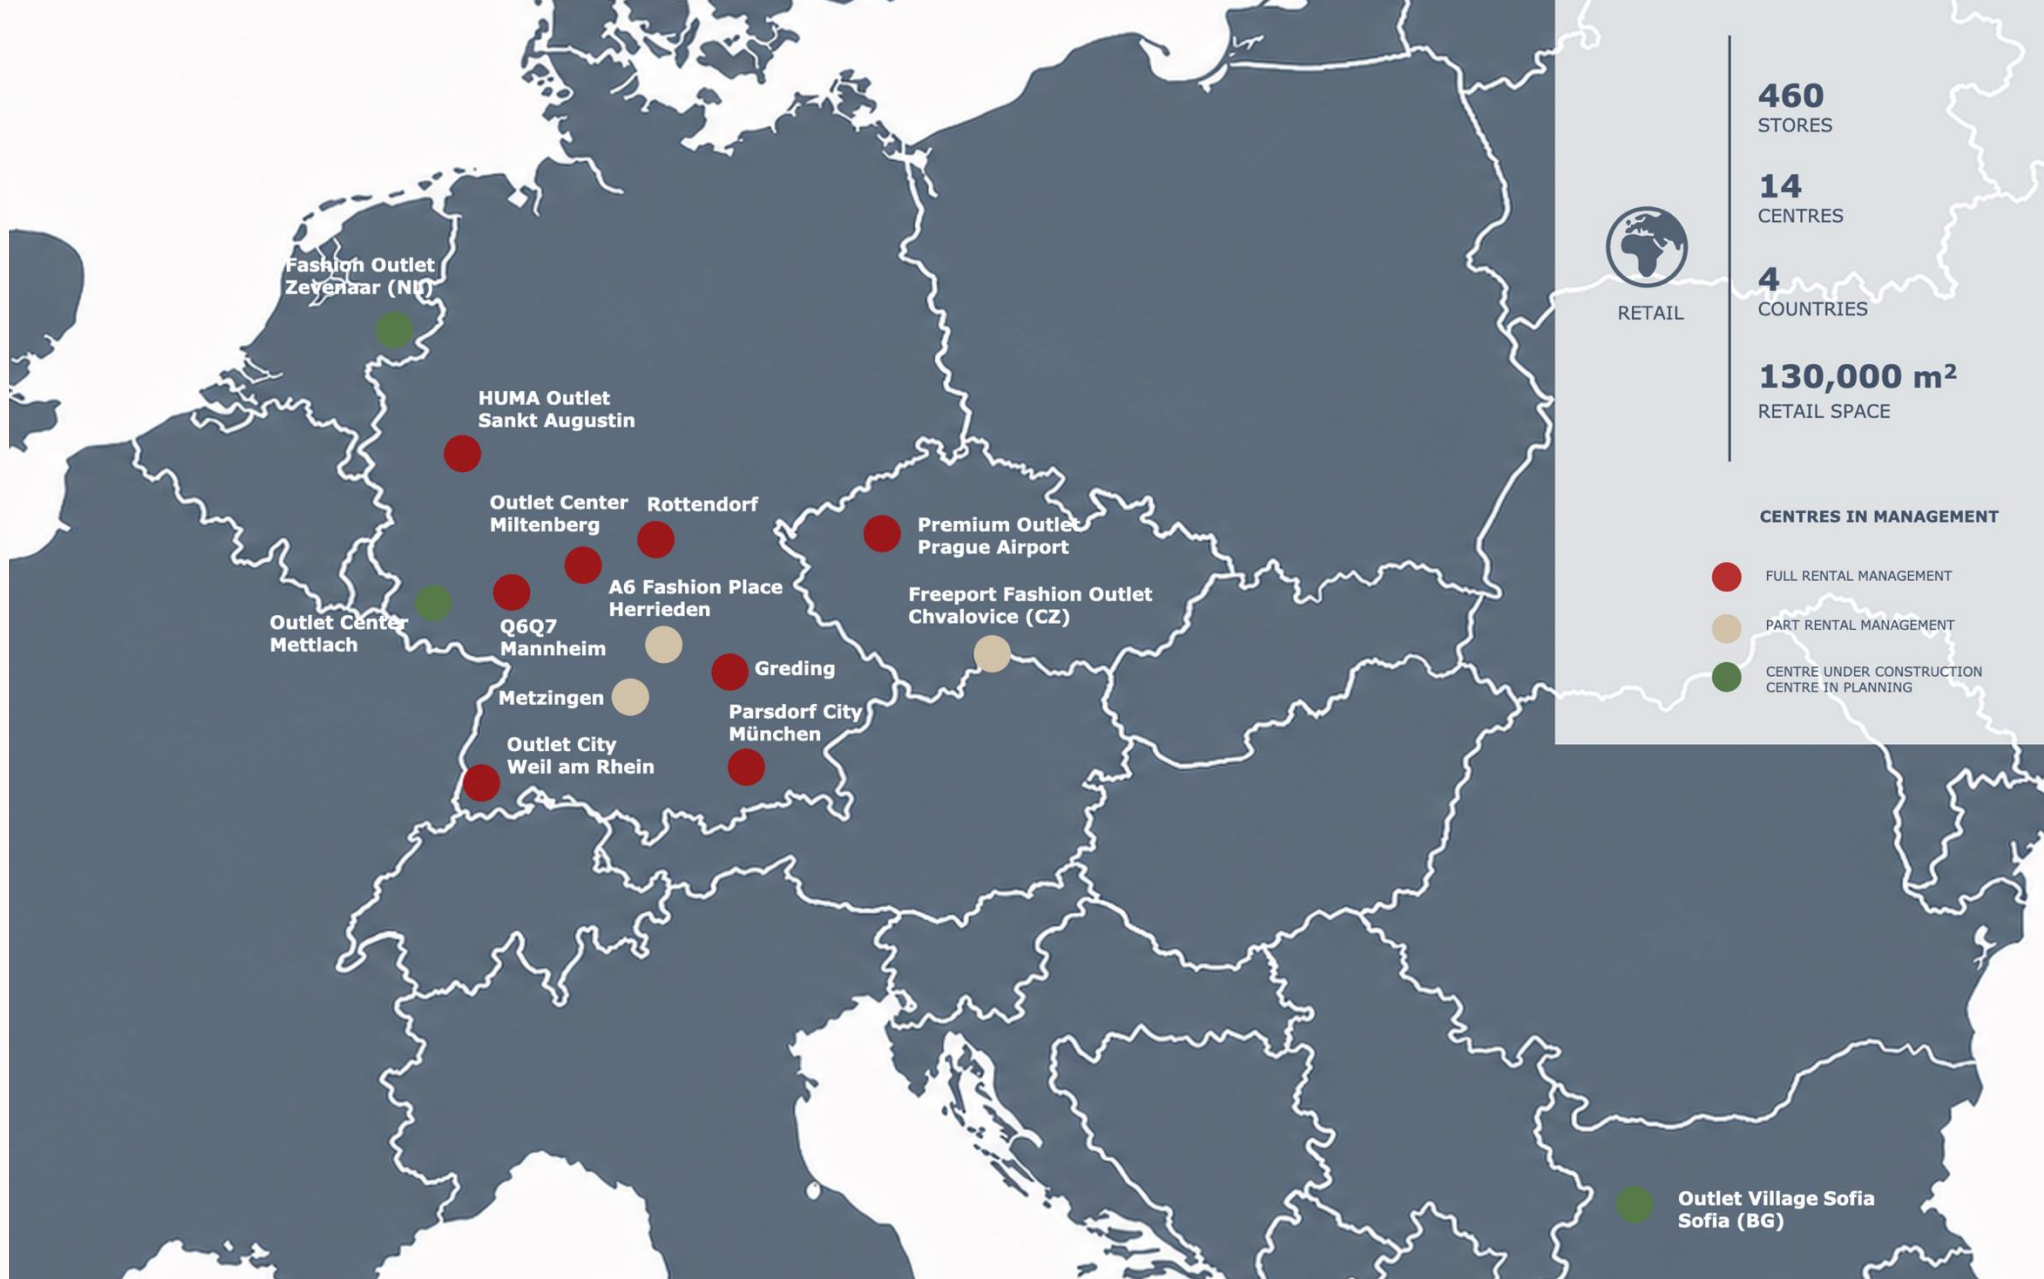 Fashion Outlet
Zevenaar (NL)
HUMA Outlet
Sankt Augustin
Outlet Center
Miltenberg
Rottendorf
Premium Outlet
Prague Airport
A6 Fashion Place
Herrieden
Freeport Fashion Outlet
Chvalovice (CZ)
Outlet Center
Mettlach
Q6Q7
Mannheim
Greding
Metzingen
Parsdorf City
München
Outlet City
Weil am Rhein
Outlet Village Sofia
Sofia (BG)
RETAIL
460
STORES
14
CENTRES
4
COUNTRIES
130,000 m²
RETAIL SPACE
CENTRES IN MANAGEMENT
FULL RENTAL MANAGEMENT
PART RENTAL MANAGEMENT
CENTRE UNDER CONSTRUCTION
CENTRE IN PLANNING